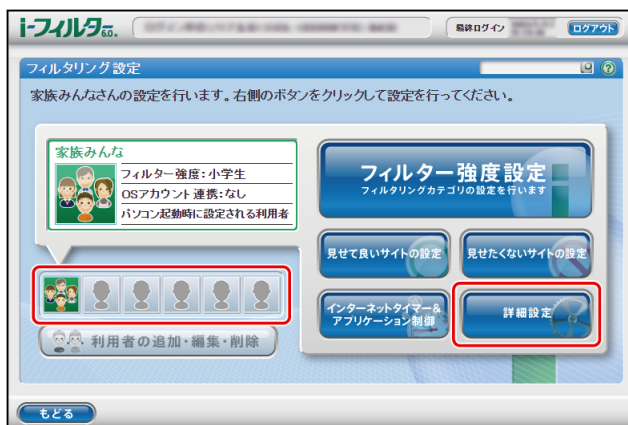 i-フィルター6.0.
最終ログイン
ログアウト
フィルタリング設定
家族みんなさんの設定を行います。右側のボタンをクリックして設定を行ってください。
家族みんな
フィルター強度:小学生
OSアカウント連携:なし
パソコン起動時に設定される利用者
フィルター強度設定
フィルタリングカテゴリの設定を行います
見せて良いサイトの設定
見せたくないサイトの設定
インターネットタイマー&
アプリケーション制御
詳細設定
利用者の追加・編集・削除
もどる